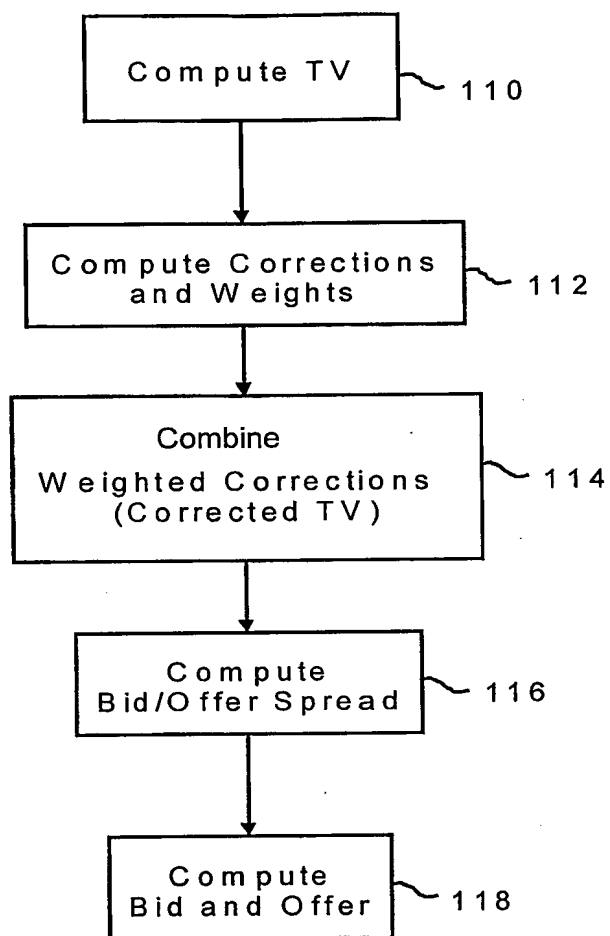 Compute TV
110
Compute Corrections
and Weights
112
Combine
Weighted Corrections
(Corrected TV)
114
Compute
Bid/Offer Spread
116
Compute
Bid and Offer
118